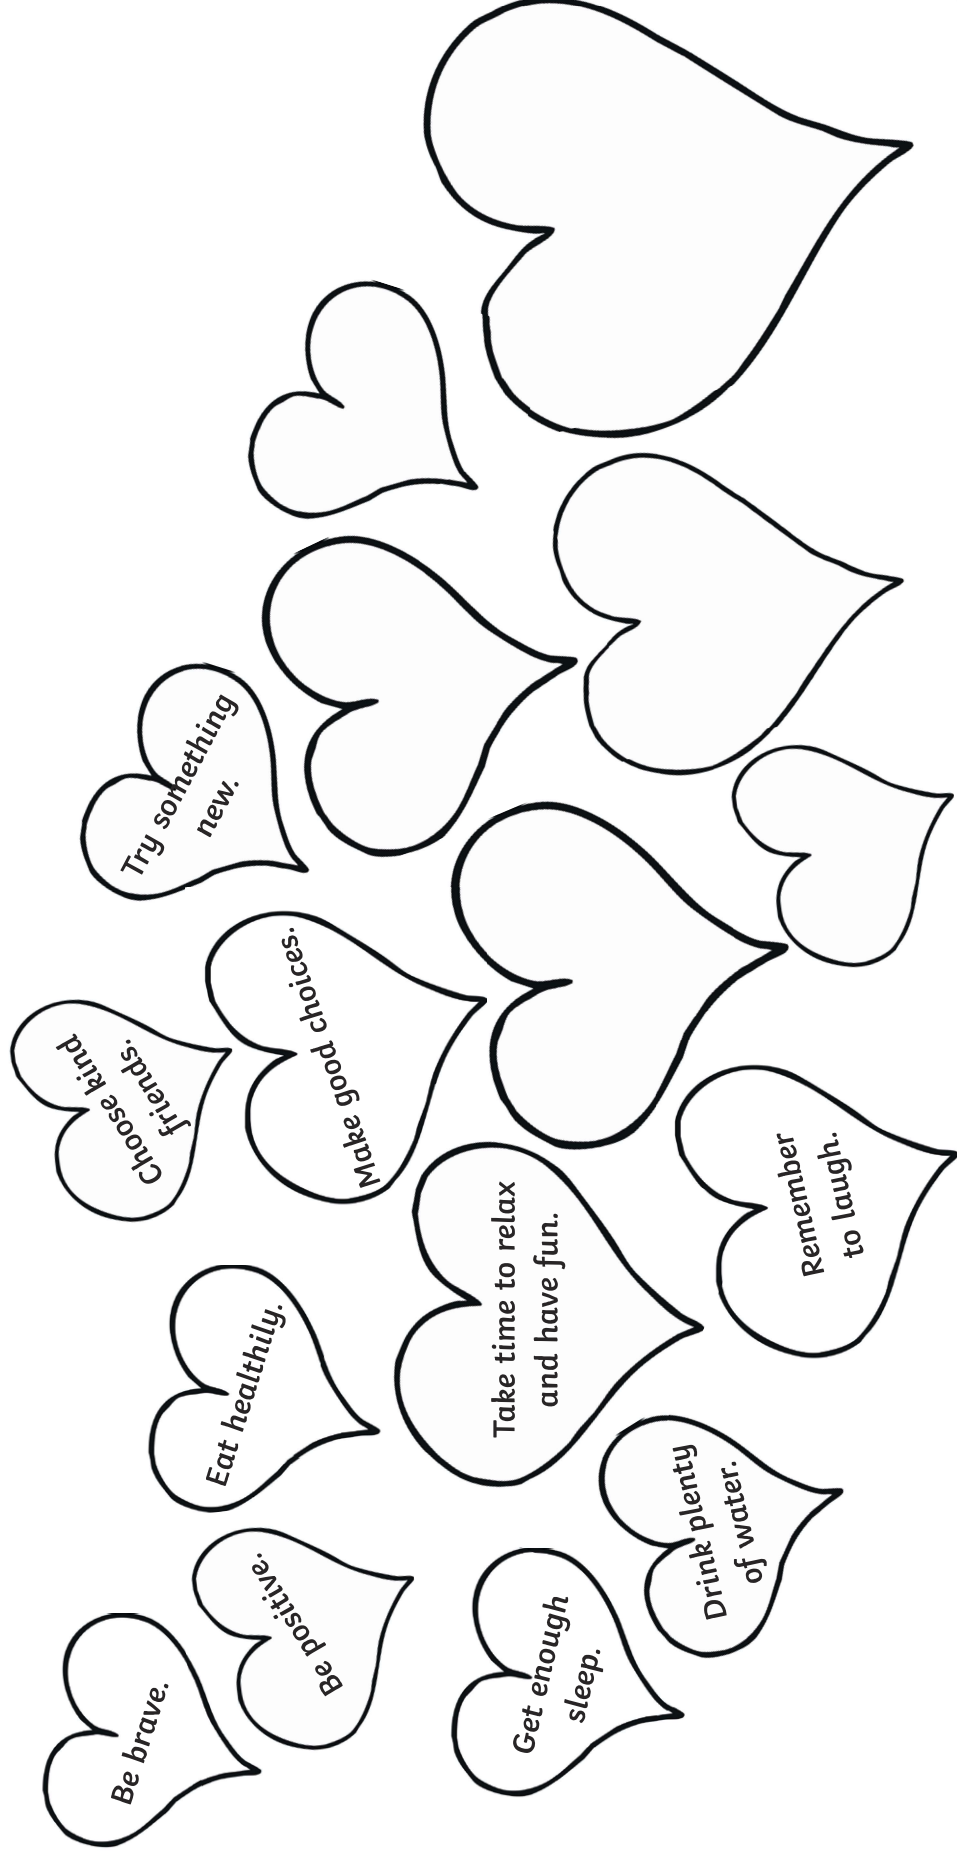 Be brave.
Be positive.
Eat healthily.
Choose kind
friends.
Make good choices.
Try something
new.
Get enough
sleep.
Take time to relax
and have fun.
Drink plenty
of water.
Remember
to laugh.